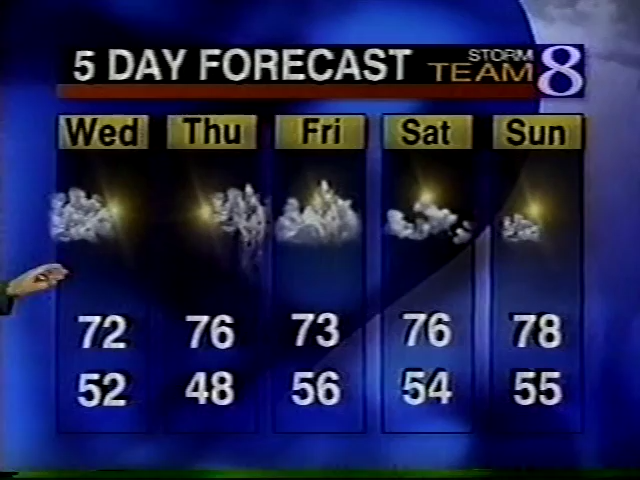 5 DAY FORECAST STORM TEAM 8
Wed Thu Fri Sat Sun
72 76 73 76 78
52 48 56 54 55